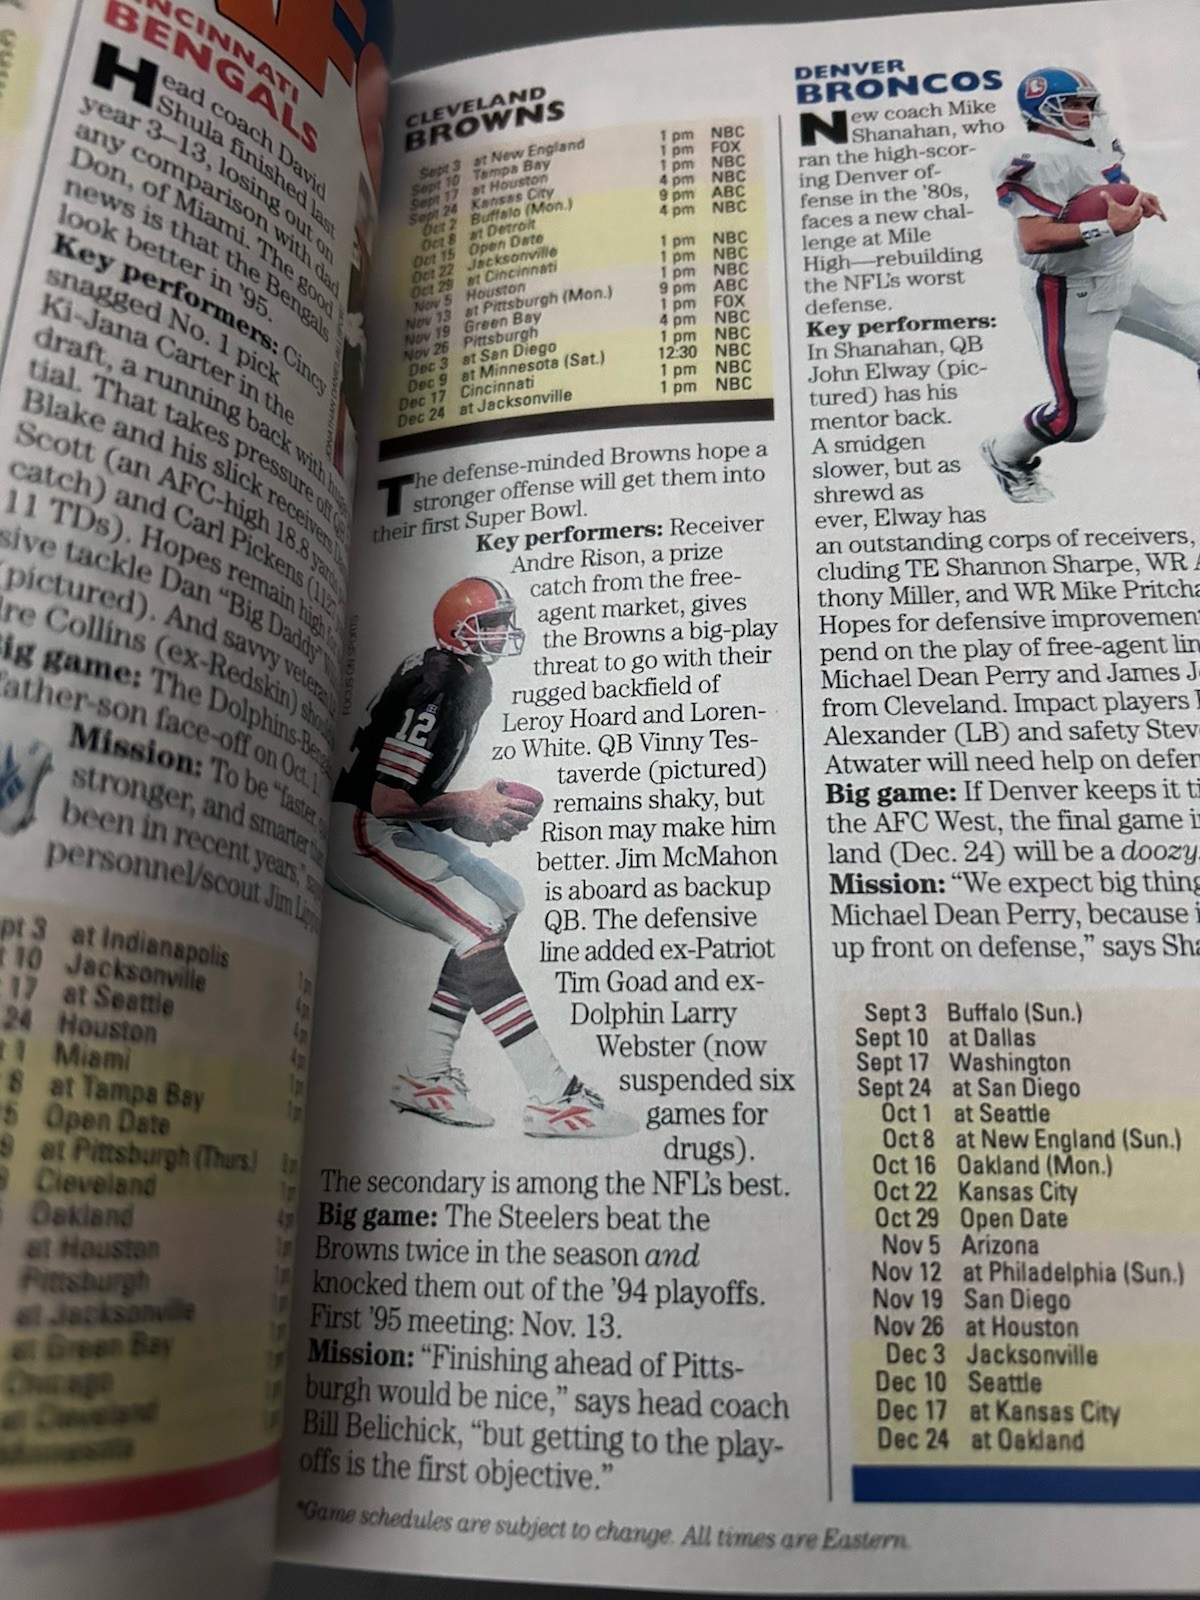 CINCINNATI
BENGALS
Head coach David
Shula finished last
year 3–13, losing out on
any comparison with dad
Don, of Miami. The good
news is that the Bengals
look better in '95.
Key performers: Cincy
snagged No. 1 pick
Ki-Jana Carter in the
draft, a running back with
tial. That takes pressure off QB
Blake and his slick receivers
Scott (an AFC-high 18.8 yards
catch) and Carl Pickens
11 TDs). Hopes remain high
sive tackle Dan "Big Daddy"
(pictured). And savvy veteran
dre Collins (ex-Redskin)
Big game: The Dolphins-Bengals
father-son face-off on Oct. 1.
Mission: To be "faster,
stronger, and smarter
been in recent years,"
personnel/scout Jim
pt 3 at Indianapolis
10 Jacksonville
17 at Seattle
24 Houston
1 Miami
8 at Tampa Bay
5 Open Date
9 at Pittsburgh (Thurs.)
Cleveland
Oakland
at Houston
Pittsburgh
at Jacksonville
at Green Bay
Chicago
at Cleveland
Minnesota
FOCUS ON SPORTS
CLEVELAND
BROWNS
Sept 3 at New England 1 pm NBC
Sept 10 Tampa Bay 1 pm FOX
Sept 17 at Houston 1 pm NBC
Sept 24 Kansas City 4 pm NBC
Oct 2 Buffalo (Mon.) 9 pm ABC
Oct 8 at Detroit 4 pm NBC
Oct 15 Open Date
Oct 22 Jacksonville 1 pm NBC
Oct 29 at Cincinnati 1 pm NBC
Nov 5 Houston 1 pm NBC
Nov 13 at Pittsburgh (Mon.) 9 pm ABC
Nov 19 Green Bay 1 pm FOX
Nov 26 Pittsburgh 4 pm NBC
Dec 3 at San Diego 1 pm NBC
Dec 9 at Minnesota (Sat.) 12:30 NBC
Dec 17 Cincinnati 1 pm NBC
Dec 24 at Jacksonville 1 pm NBC
The defense-minded Browns hope a
stronger offense will get them into
their first Super Bowl.
Key performers: Receiver
Andre Rison, a prize
catch from the free-
agent market, gives
the Browns a big-play
threat to go with their
rugged backfield of
Leroy Hoard and Loren-
zo White. QB Vinny Tes-
taverde (pictured)
remains shaky, but
Rison may make him
better. Jim McMahon
is aboard as backup
QB. The defensive
line added ex-Patriot
Tim Goad and ex-
Dolphin Larry
Webster (now
suspended six
games for
drugs).
The secondary is among the NFL's best.
Big game: The Steelers beat the
Browns twice in the season and
knocked them out of the '94 playoffs.
First '95 meeting: Nov. 13.
Mission: "Finishing ahead of Pitts-
burgh would be nice," says head coach
Bill Belichick, "but getting to the play-
offs is the first objective."
12
*Game schedules are subject to change. All times are Eastern.
DENVER
BRONCOS
New coach Mike
Shanahan, who
ran the high-scor-
ing Denver of-
fense in the '80s,
faces a new chal-
lenge at Mile
High—rebuilding
the NFL's worst
defense.
Key performers:
In Shanahan, QB
John Elway (pic-
tured) has his
mentor back.
A smidgen
slower, but as
shrewd as
ever, Elway has
an outstanding corps of receivers,
cluding TE Shannon Sharpe, WR A
thony Miller, and WR Mike Pritcha
Hopes for defensive improvemen
pend on the play of free-agent lin
Michael Dean Perry and James J
from Cleveland. Impact players
Alexander (LB) and safety Stev
Atwater will need help on defen
Big game: If Denver keeps it ti
the AFC West, the final game i
land (Dec. 24) will be a doozy.
Mission: "We expect big thing
Michael Dean Perry, because i
up front on defense," says Sha
7
Sept 3 Buffalo (Sun.)
Sept 10 at Dallas
Sept 17 Washington
Sept 24 at San Diego
Oct 1 at Seattle
Oct 8 at New England (Sun.)
Oct 16 Oakland (Mon.)
Oct 22 Kansas City
Oct 29 Open Date
Nov 5 Arizona
Nov 12 at Philadelphia (Sun.)
Nov 19 San Diego
Nov 26 at Houston
Dec 3 Jacksonville
Dec 10 Seattle
Dec 17 at Kansas City
Dec 24 at Oakland